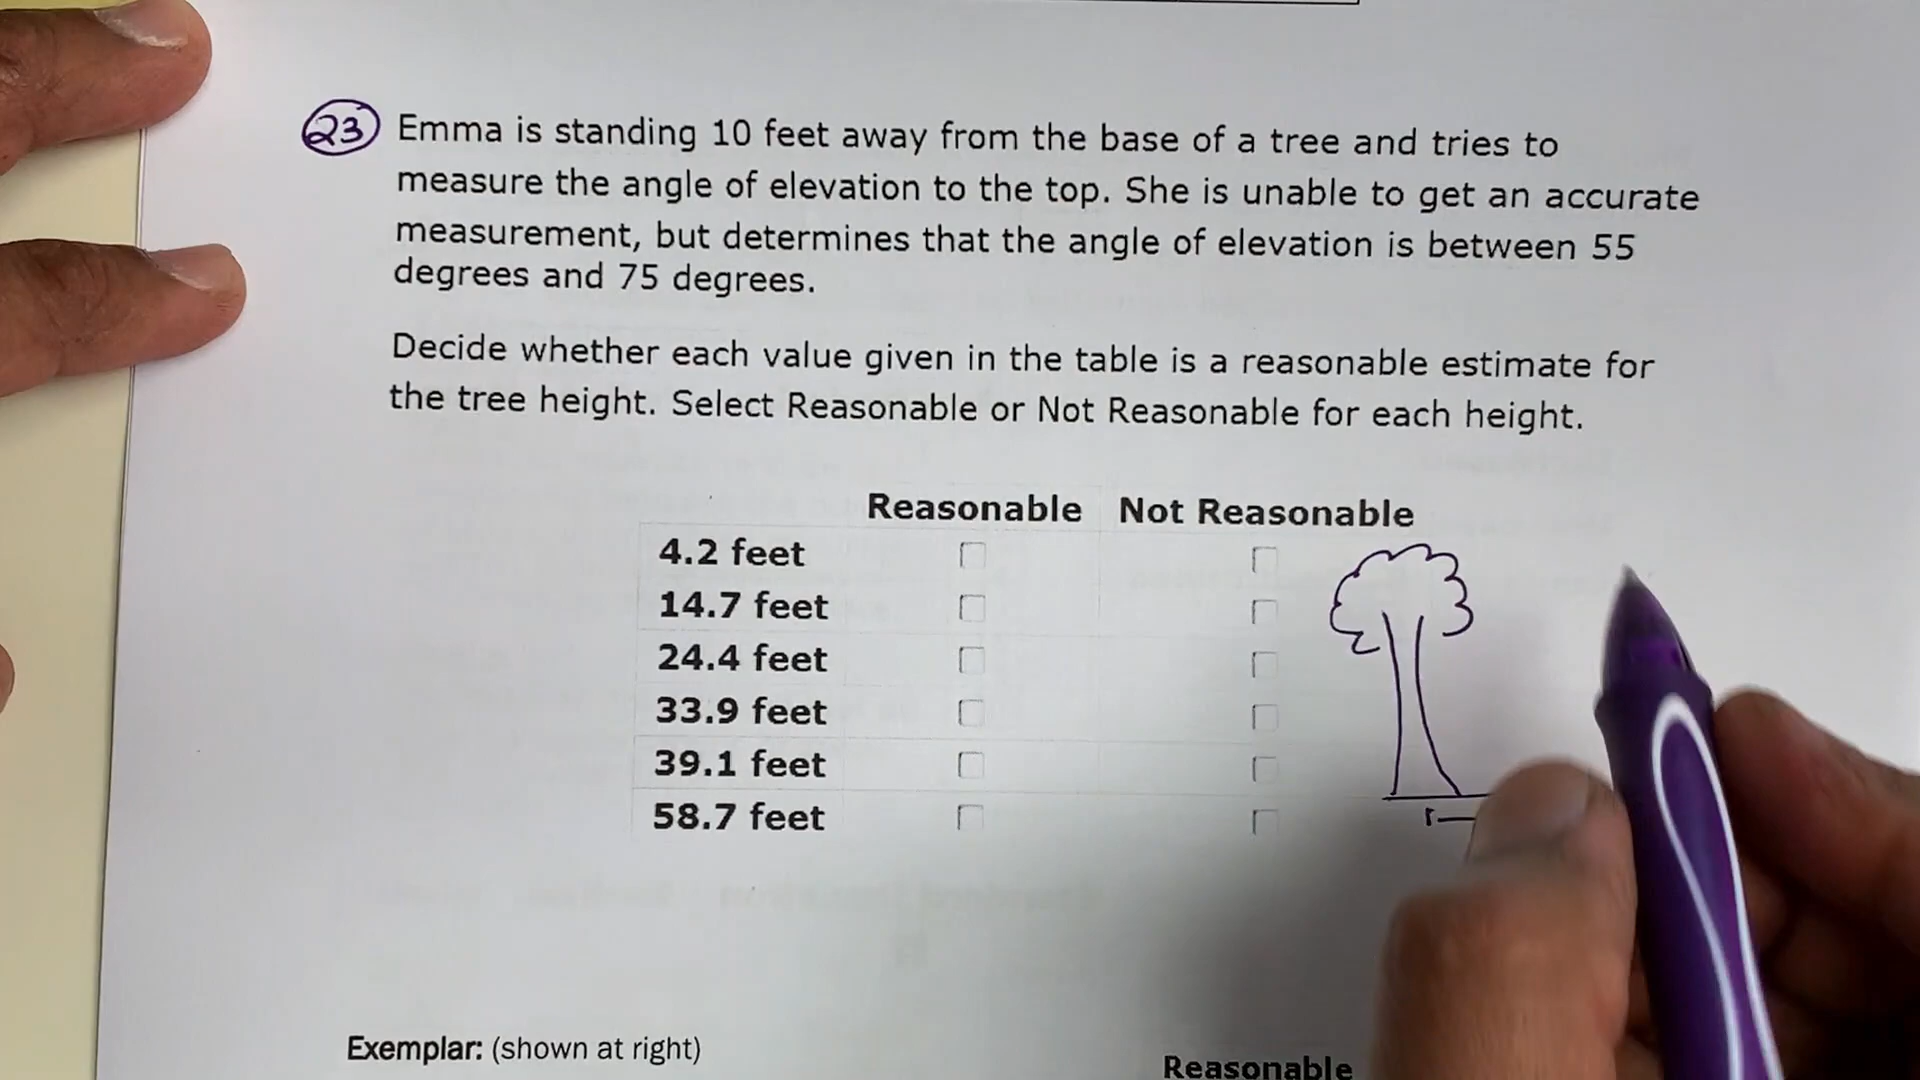 23 Emma is standing 10 feet away from the base of a tree and tries to
measure the angle of elevation to the top. She is unable to get an accurate
measurement, but determines that the angle of elevation is between 55
degrees and 75 degrees.
Decide whether each value given in the table is a reasonable estimate for
the tree height. Select Reasonable or Not Reasonable for each height.
Reasonable Not Reasonable
4.2 feet
14.7 feet
24.4 feet
33.9 feet
39.1 feet
58.7 feet
Exemplar: (shown at right)
Reasonable